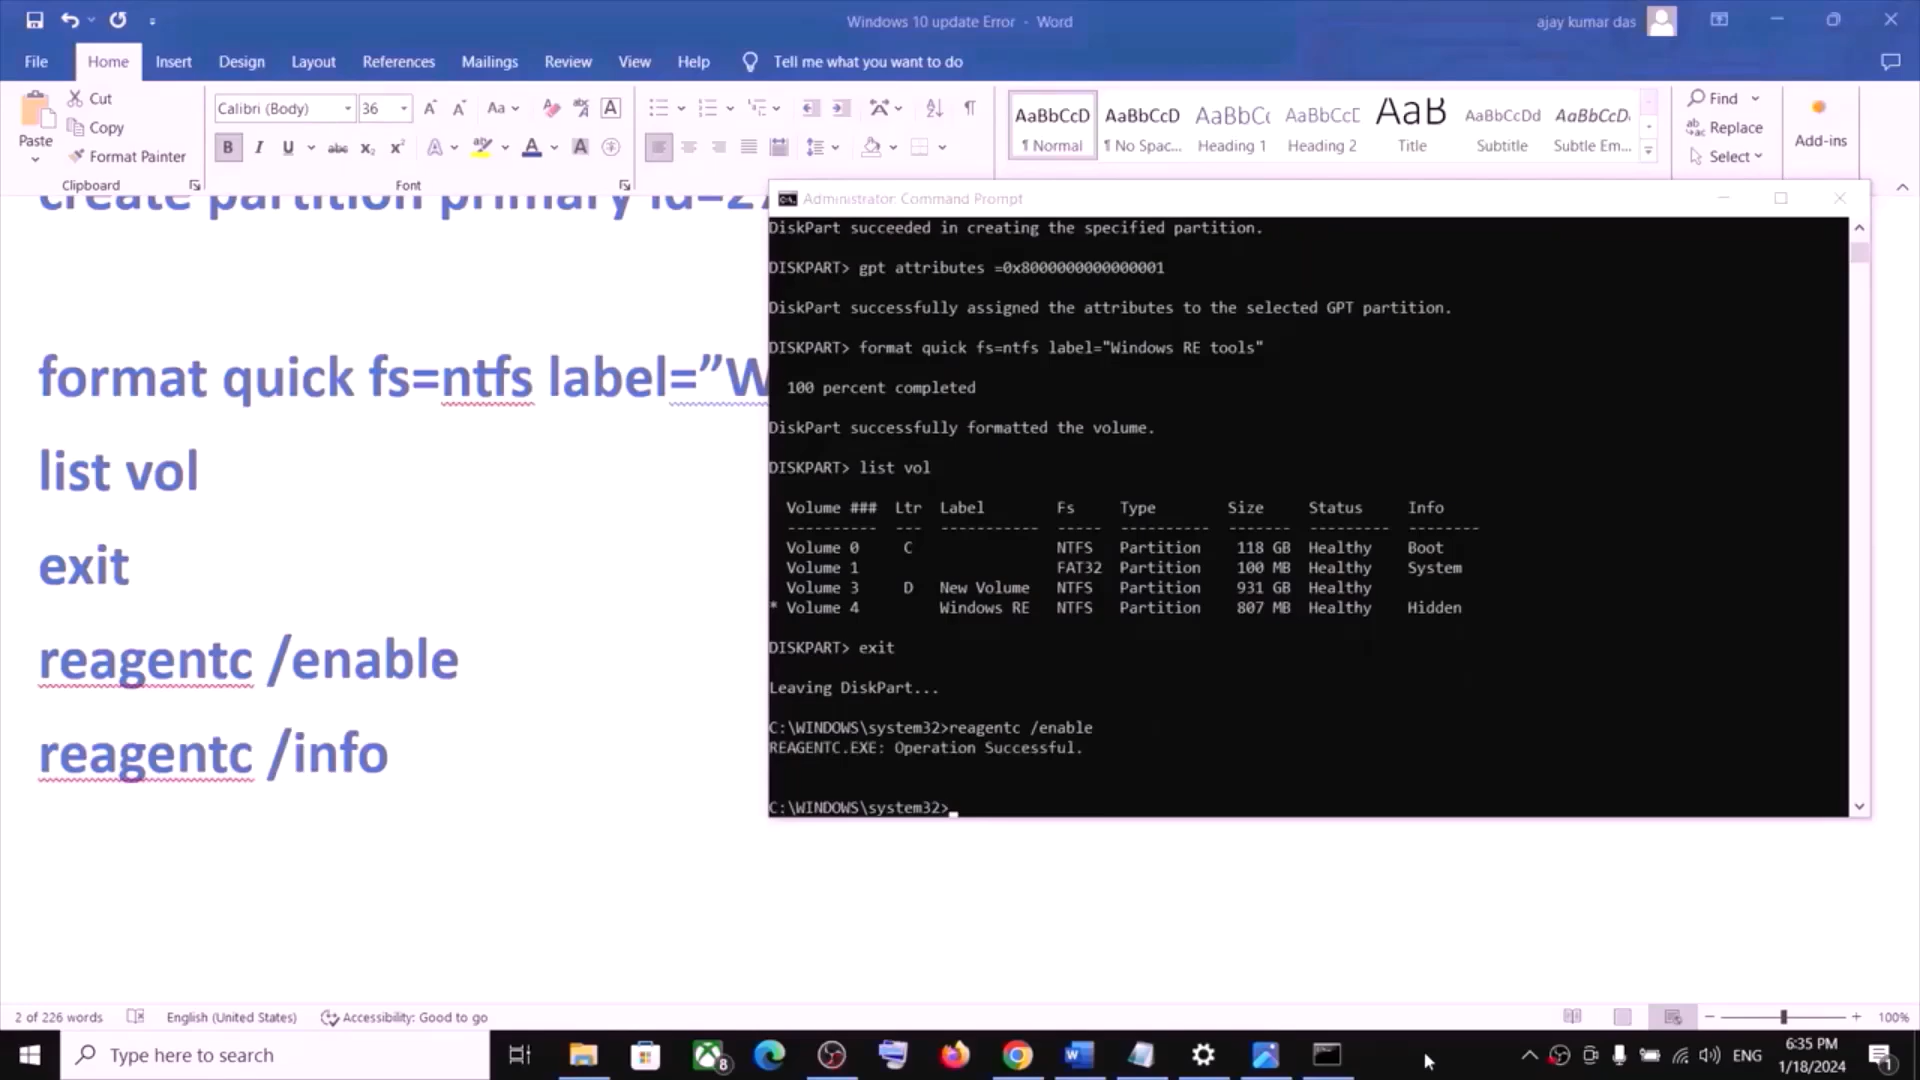 Windows 10 update Error - Word
ajay kumar das
File Home Insert Design Layout References Mailings Review View Help Tell me what you want to do
Paste
Cut
Copy
Format Painter
Clipboard
Calibri (Body) 36
Font
AaBbCcD
¶ Normal
AaBbCcD
¶ No Spac...
AaBbCc
Heading 1
AaBbCcE
Heading 2
AaB
Title
AaBbCcDd
Subtitle
AaBbCcD.
Subtle Em...
Find
Replace
Select
Add-ins
create partition primary id=27
format quick fs=ntfs label=”W
list vol
exit
reagentc /enable
reagentc /info
Administrator: Command Prompt
DiskPart succeeded in creating the specified partition.
DISKPART> gpt attributes =0x8000000000000001
DiskPart successfully assigned the attributes to the selected GPT partition.
DISKPART> format quick fs=ntfs label="Windows RE tools"
100 percent completed
DiskPart successfully formatted the volume.
DISKPART> list vol
Volume ### Ltr Label Fs Type Size Status Info
---------- --- ----------- ----- ---------- ------- --------- --------
Volume 0 C NTFS Partition 118 GB Healthy Boot
Volume 1 FAT32 Partition 100 MB Healthy System
Volume 3 D New Volume NTFS Partition 931 GB Healthy
* Volume 4 Windows RE NTFS Partition 807 MB Healthy Hidden
DISKPART> exit
Leaving DiskPart...
C:\WINDOWS\system32>reagentc /enable
REAGENTC.EXE: Operation Successful.
C:\WINDOWS\system32>
2 of 226 words English (United States) Accessibility: Good to go 100%
Type here to search
8
ENG
6:35 PM
1/18/2024
1